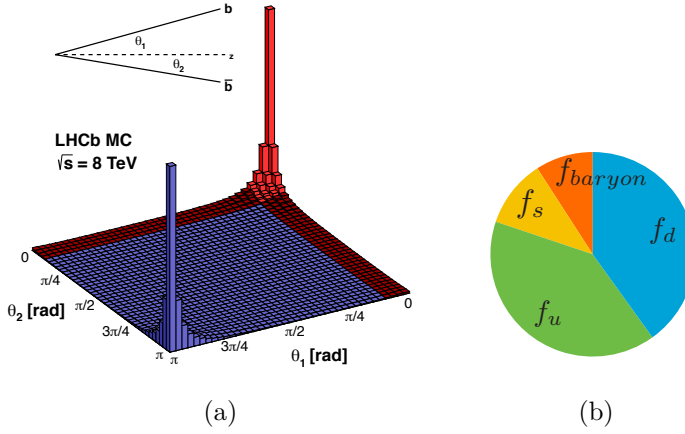 b
θ1
z
θ2
b̅
LHCb MC
√s = 8 TeV
0
π/4
π/2
3π/4
π
θ2 [rad]
π
3π/4
π/2
π/4
0
θ1 [rad]
fbaryon
fs
fd
fu
(a)
(b)